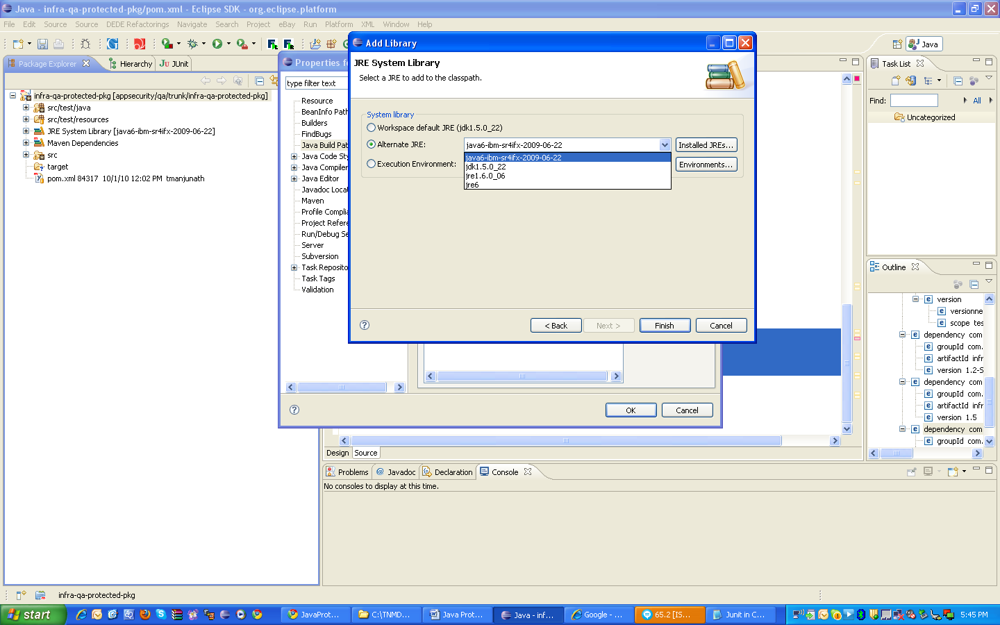 Java - infra-qa-protected-pkg/pom.xml - Eclipse SDK - org.eclipse.platform
File Edit Source Source DEDE Refactorings Navigate Search Project eBay Run Platform XML Window Help
Java
Package Explorer Hierarchy JUnit
infra-qa-protected-pkg [appsecurity/qa/trunk/infra-qa-protected-pkg]
src/test/java
src/test/resources
JRE System Library [java6-ibm-sr4ifx-2009-06-22]
Maven Dependencies
src
target
pom.xml 84317 10/1/10 12:02 PM tmanjunath
Properties fo
type filter text
Resource
BeanInfo Path
Builders
FindBugs
Java Build Pat
Java Code Sty
Java Compiler
Java Editor
Javadoc Locat
Maven
Profile Complia
Project Refere
Run/Debug Se
Server
Subversion
Task Reposito
Task Tags
Validation
OK Cancel
Add Library
JRE System Library
Select a JRE to add to the classpath.
System library
Workspace default JRE (jdk1.5.0_22)
Alternate JRE: java6-ibm-sr4ifx-2009-06-22 Installed JREs...
java6-ibm-sr4ifx-2009-06-22
jdk1.5.0_22
jre1.6.0_06
jre6
Execution Environment: Environments...
< Back Next > Finish Cancel
Task List
Find: All
Uncategorized
Outline
version
versionne
scope tes
dependency com
groupId com.
artifactId infr
version 1.2-S
dependency com
groupId com.
artifactId infr
version 1.5
dependency com
groupId com.
Design Source
Problems Javadoc Declaration Console
No consoles to display at this time.
infra-qa-protected-pkg
start JavaProt... C:\TNMD... Java Prot... Java - inf... Google - ... 65.2 [IS... Junit in C... 5:45 PM